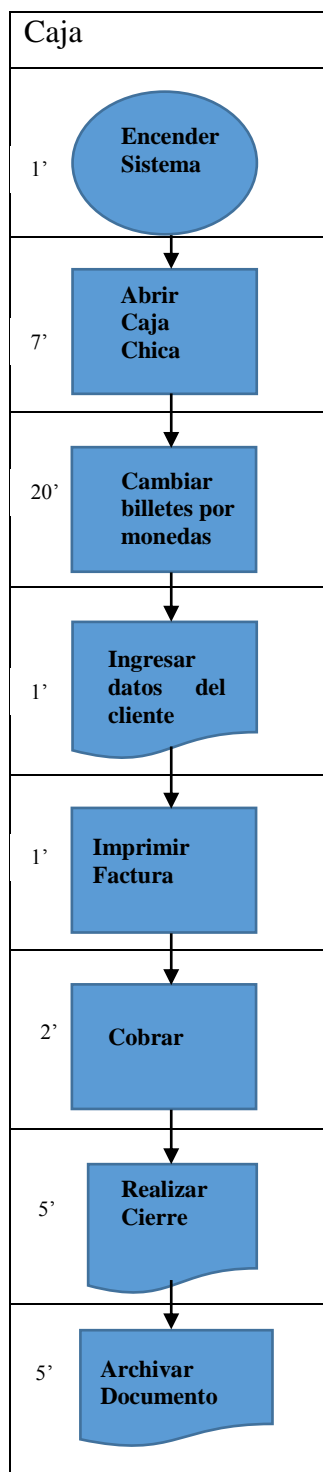 Caja
1’
Encender
Sistema
7’
Abrir
Caja
Chica
20’
Cambiar
billetes por
monedas
1’
Ingresar
datos del
cliente
1’
Imprimir
Factura
2’
Cobrar
5’
Realizar
Cierre
5’
Archivar
Documento